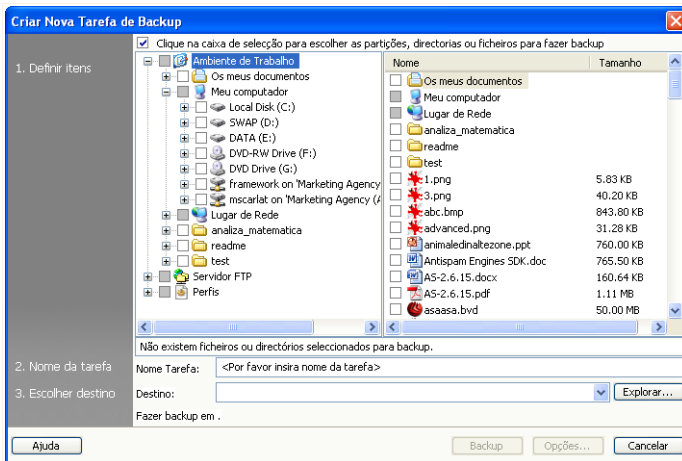 Criar Nova Tarefa de Backup
Clique na caixa de selecção para escolher as partições, directorias ou ficheiros para fazer backup
1. Definir itens
Ambiente de Trabalho
Os meus documentos
Meu computador
Local Disk (C:)
SWAP (D:)
DATA (E:)
DVD-RW Drive (F:)
DVD Drive (G:)
framework on 'Marketing Agency
mscarlat on 'Marketing Agency (A
Lugar de Rede
analiza_matematica
readme
test
Servidor FTP
Perfis
Nome Tamanho
Os meus documentos
Meu computador
Lugar de Rede
analiza_matematica
readme
test
1.png 5.83 KB
3.png 40.20 KB
abc.bmp 843.80 KB
advanced.png 31.28 KB
animaledinaltezone.ppt 760.00 KB
Antispam Engines SDK.doc 765.50 KB
AS-2.6.15.docx 160.64 KB
AS-2.6.15.pdf 1.11 MB
asaasa.bvd 50.00 MB
Não existem ficheiros ou directórios seleccionados para backup.
2. Nome da tarefa
Nome Tarefa: <Por favor insira nome da tarefa>
3. Escolher destino
Destino: Explorar...
Fazer backup em .
Ajuda Backup Opções... Cancelar